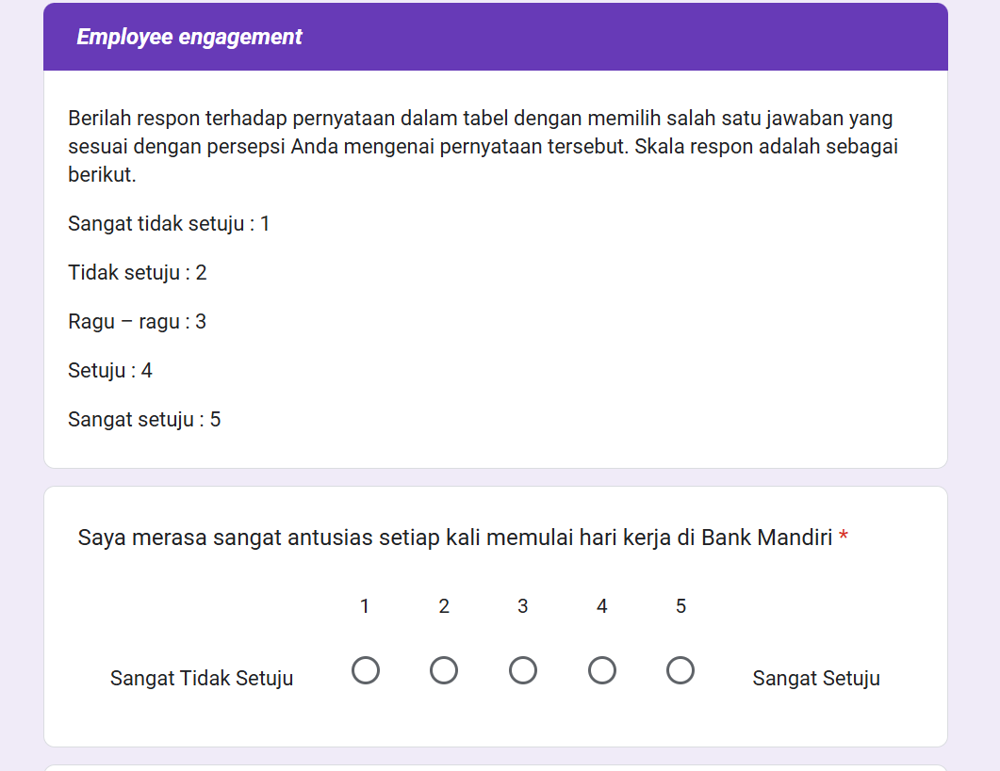 Employee engagement
Berilah respon terhadap pernyataan dalam tabel dengan memilih salah satu jawaban yang
sesuai dengan persepsi Anda mengenai pernyataan tersebut. Skala respon adalah sebagai
berikut.
Sangat tidak setuju : 1
Tidak setuju : 2
Ragu – ragu : 3
Setuju : 4
Sangat setuju : 5
Saya merasa sangat antusias setiap kali memulai hari kerja di Bank Mandiri *
1 2 3 4 5
Sangat Tidak Setuju Sangat Setuju